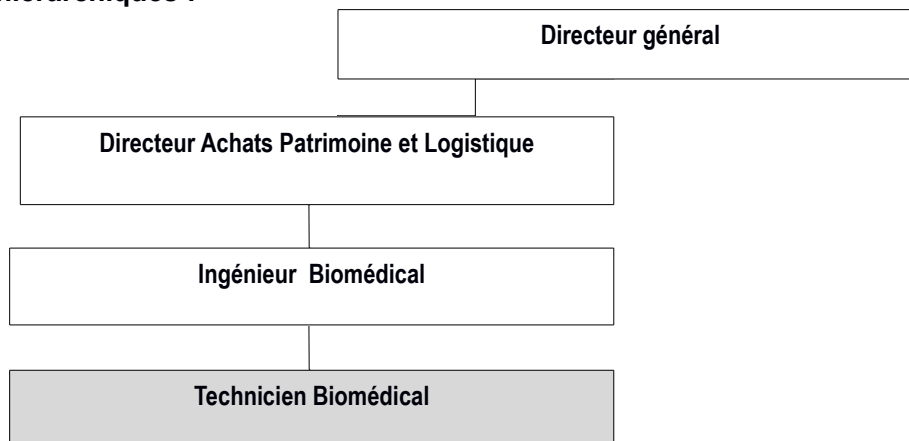 Directeur général
Directeur Achats Patrimoine et Logistique
Ingénieur Biomédical
Technicien Biomédical